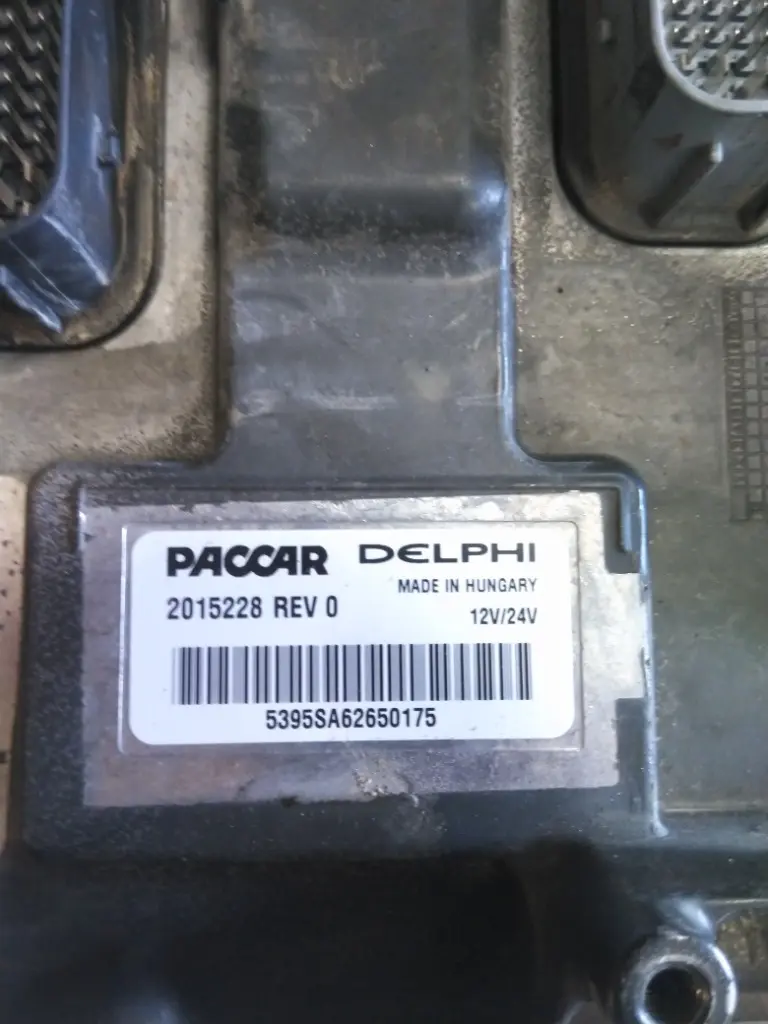 PACCAR DELPHI
MADE IN HUNGARY
2015228 REV 0
12V/24V
5395SA62650175